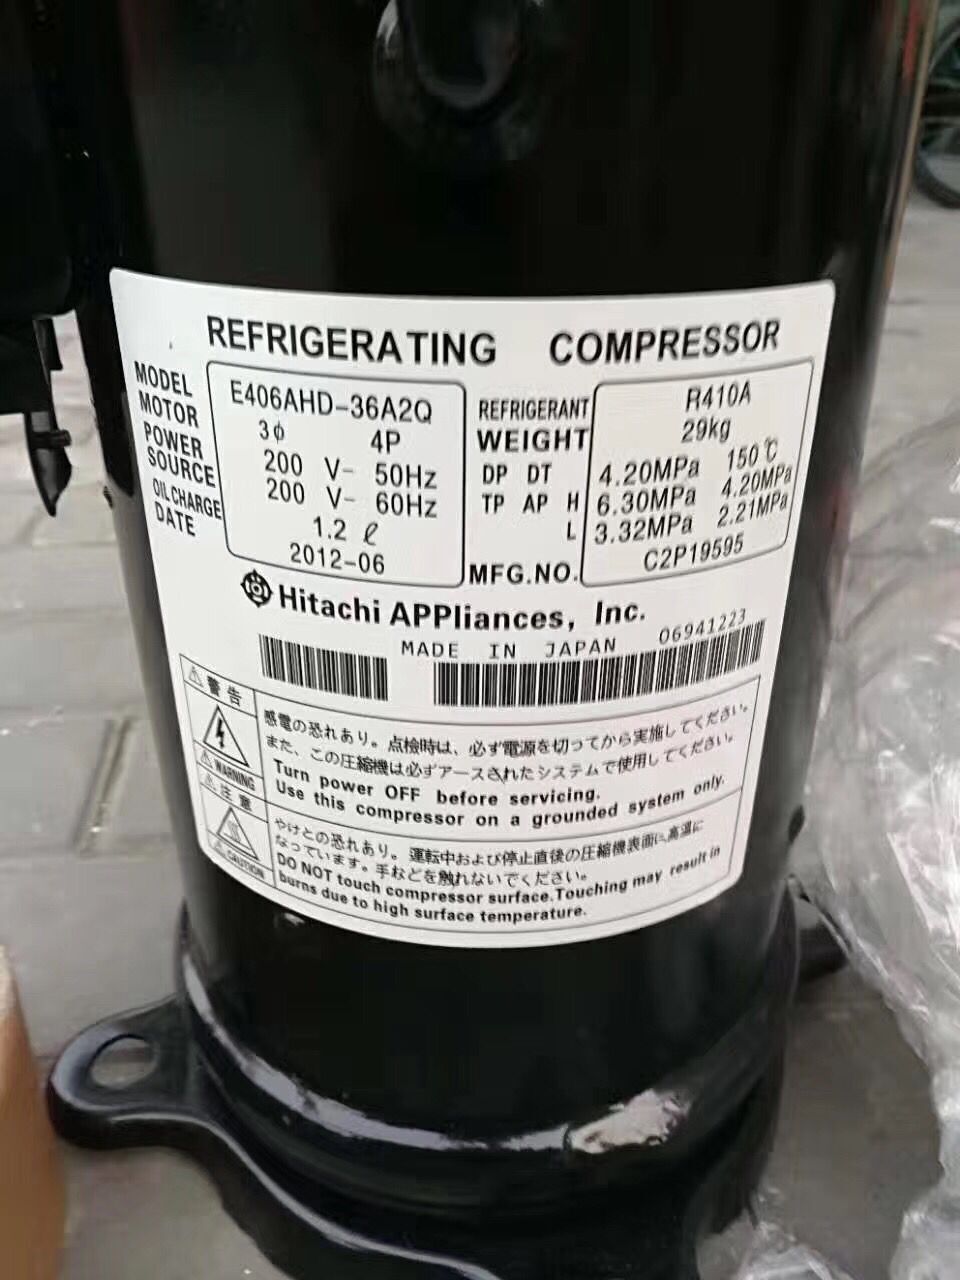 REFRIGERATING COMPRESSOR
MODEL E406AHD-36A2Q
MOTOR 3φ 4P
POWER 200 V- 50Hz
SOURCE 200 V- 60Hz
OIL CHARGE 1.2 ℓ
DATE 2012-06
REFRIGERANT R410A
WEIGHT 29kg
DP DT 4.20MPa 150℃
TP AP H 6.30MPa 4.20MPa
L 3.32MPa 2.21MPa
MFG.NO. C2P19595
Hitachi APPliances, Inc.
MADE IN JAPAN 06941223
警告
WARNING
感電の恐れあり。点検時は、必ず電源を切ってから実施してください。
また、この圧縮機は必ずアースされたシステムで使用してください。
Turn power OFF before servicing.
Use this compressor on a grounded system only.
注意
CAUTION
やけどの恐れあり。運転中および停止直後の圧縮機表面は、高温に
なっています。手などを触れないでください。
DO NOT touch compressor surface.Touching may result in
burns due to high surface temperature.